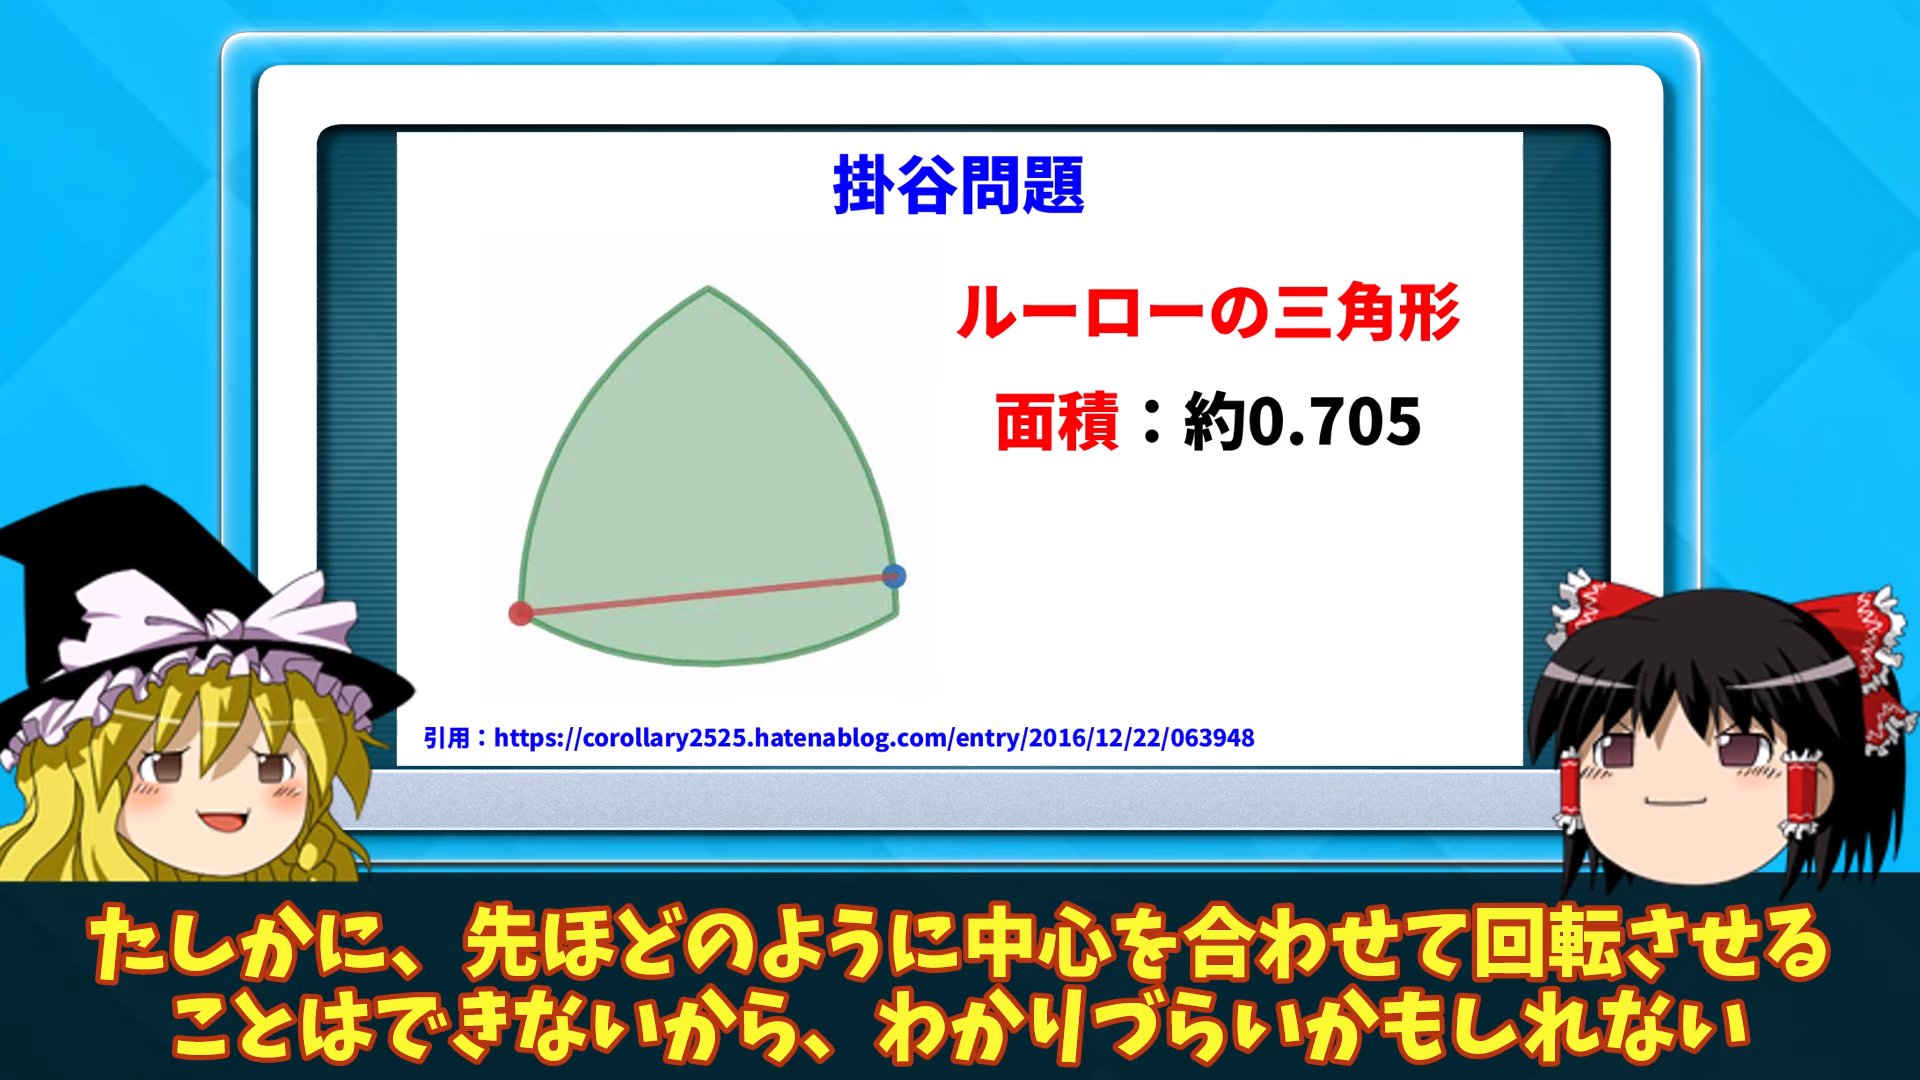 掛谷問題
ルーローの三角形
面積：約0.705
引用：https://corollary2525.hatenablog.com/entry/2016/12/22/063948
たしかに、先ほどのように中心を合わせて回転させる
ことはできないから、わかりづらいかもしれない